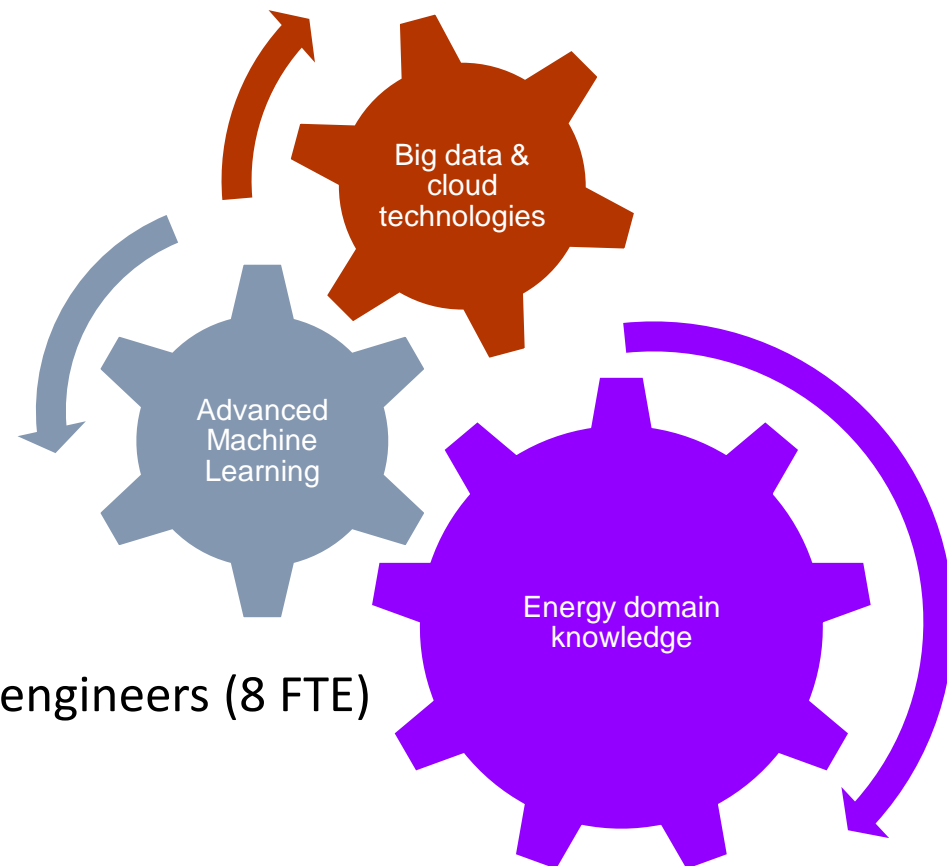 Big data &
cloud
technologies
Advanced
Machine
Learning
Energy domain
knowledge
engineers (8 FTE)